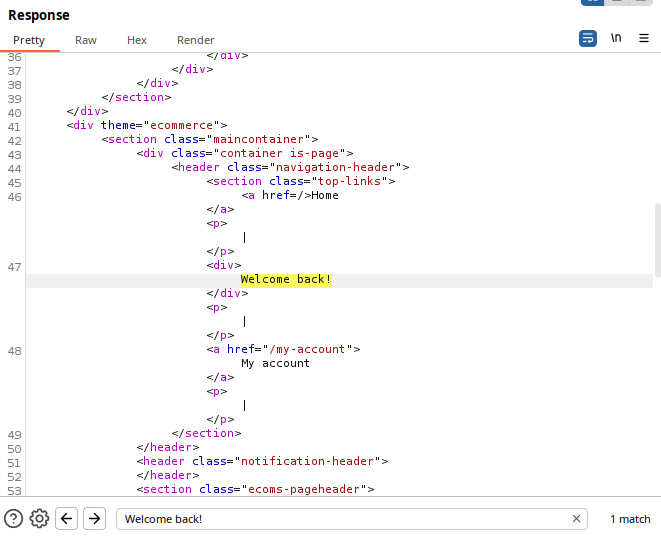 Response
Pretty Raw Hex Render
\n
36 </div>
37 </div>
38 </div>
39 </section>
40 </div>
41 <div theme="ecommerce">
42 <section class="maincontainer">
43 <div class="container is-page">
44 <header class="navigation-header">
45 <section class="top-links">
46 <a href=/>Home
</a>
<p>
|
</p>
47 <div>
Welcome back!
</div>
<p>
|
</p>
48 <a href="/my-account">
My account
</a>
<p>
|
</p>
49 </section>
50 </header>
51 <header class="notification-header">
52 </header>
53 <section class="ecoms-pageheader">
Welcome back! 1 match